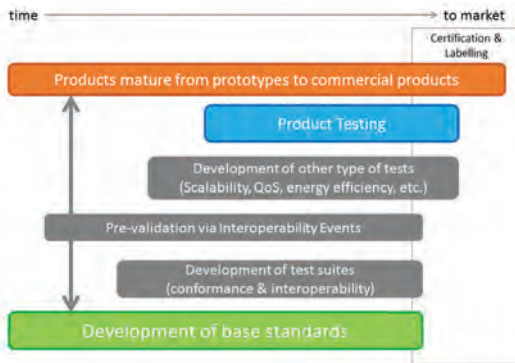 time
to market
Certification &
Labelling
Products mature from prototypes to commercial products
Product Testing
Development of other type of tests
(Scalability, QoS, energy efficiency, etc.)
Pre-validation via Interoperability Events
Development of test suites
(conformance & interoperability)
Development of base standards